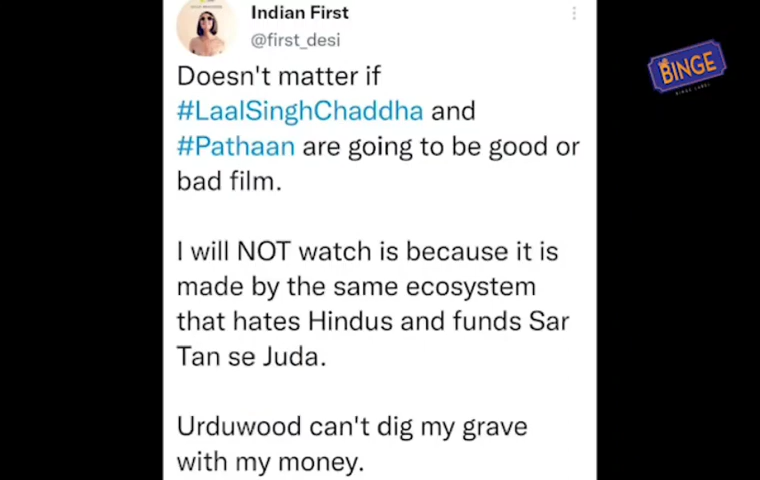 Indian First
@first_desi
Doesn't matter if
#LaalSinghChaddha and
#Pathaan are going to be good or
bad film.
I will NOT watch is because it is
made by the same ecosystem
that hates Hindus and funds Sar
Tan se Juda.
Urduwood can't dig my grave
with my money.
BINGE
BINGE LABEL